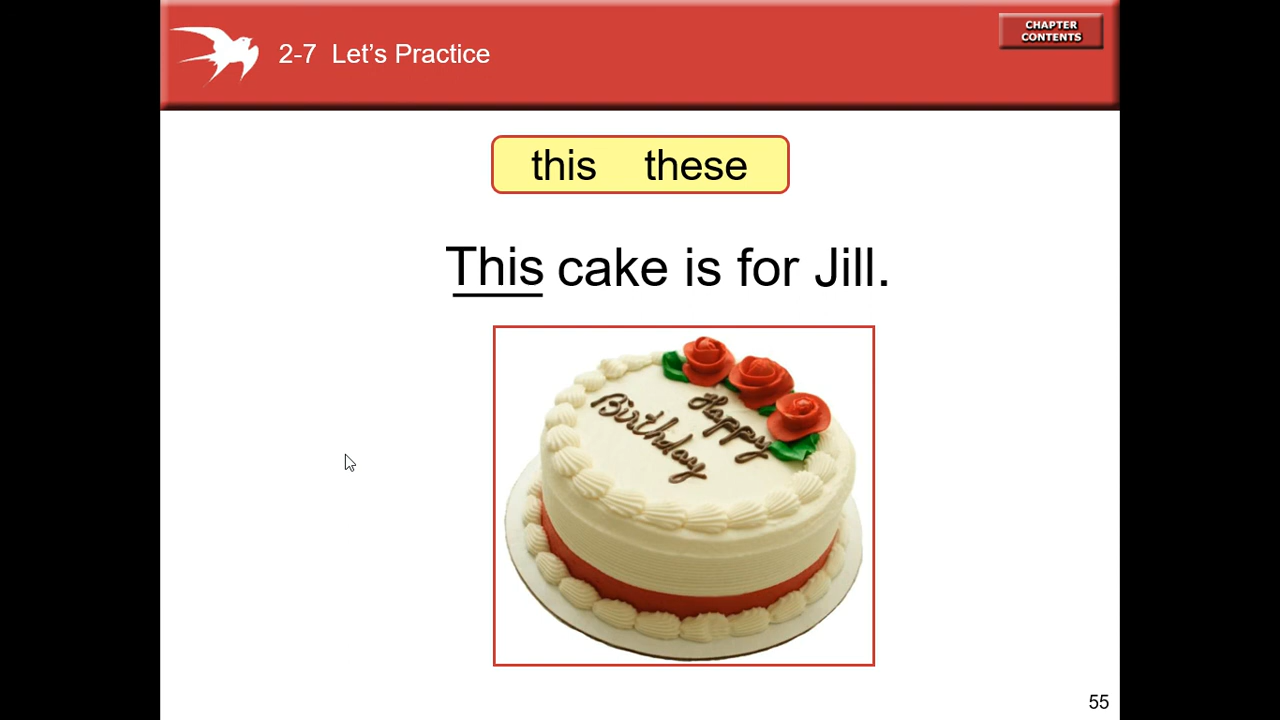 2-7 Let's Practice
CHAPTER
CONTENTS
this these
This cake is for Jill.
Happy
Birthday
55